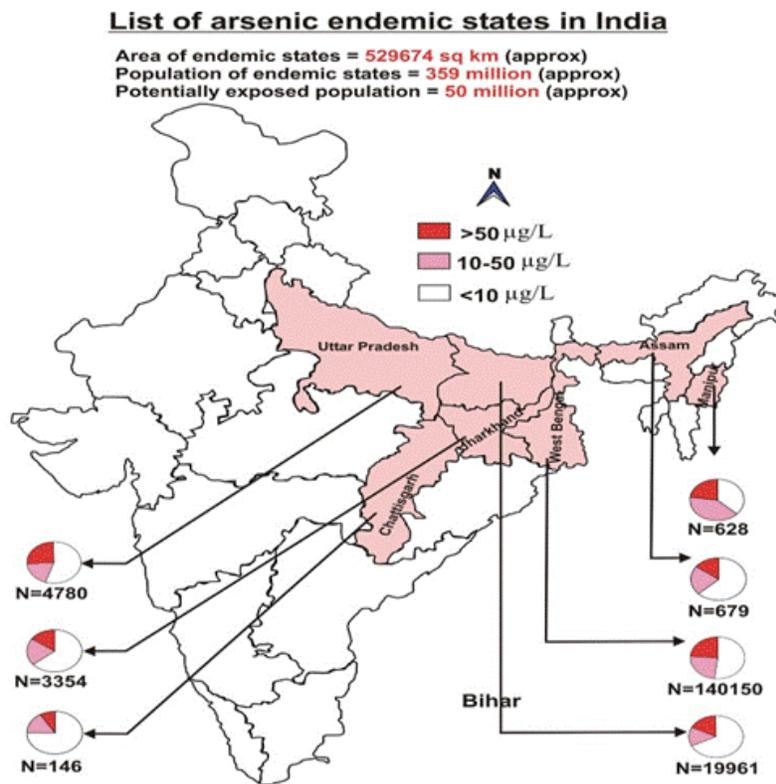 List of arsenic endemic states in India
Area of endemic states = 529674 sq km (approx)
Population of endemic states = 359 million (approx)
Potentially exposed population = 50 million (approx)
N
>50 µg/L
10-50 µg/L
<10 µg/L
Uttar Pradesh
Assam
Manipur
Jharkhand
West Bengal
Chattisgarh
N=628
N=4780
N=679
N=3354
N=140150
Bihar
N=146
N=19961